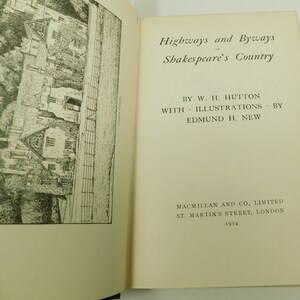 Highways and Byways
in
Shakespeare's Country
BY W. H. HUTTON
WITH · ILLUSTRATIONS · BY
EDMUND H. NEW
MACMILLAN AND CO., LIMITED
ST. MARTIN'S STREET, LONDON
1914